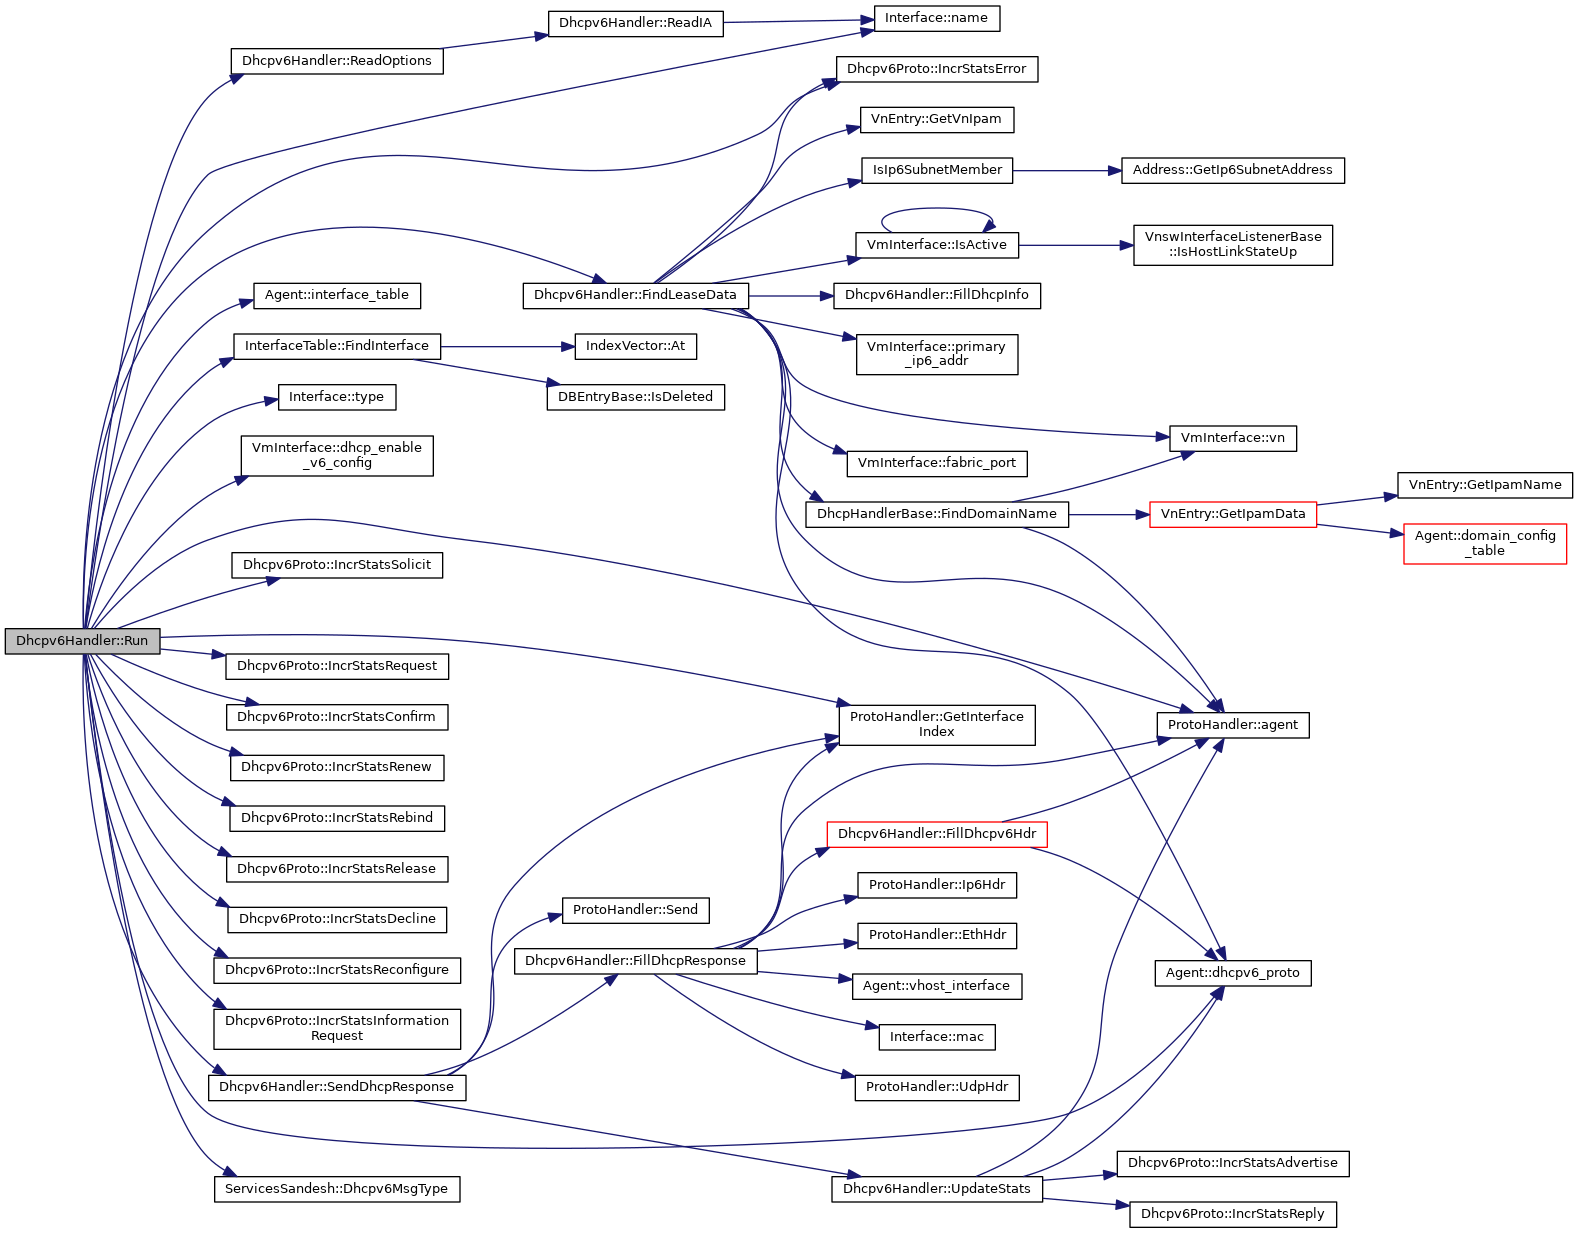 Dhcpv6Handler::Run
Dhcpv6Handler::ReadOptions
Dhcpv6Handler::ReadIA
Interface::name
Dhcpv6Proto::IncrStatsError
VnEntry::GetVnIpam
IsIp6SubnetMember
Address::GetIp6SubnetAddress
VmInterface::IsActive
VnswInterfaceListenerBase
::IsHostLinkStateUp
Dhcpv6Handler::FindLeaseData
Dhcpv6Handler::FillDhcpInfo
VmInterface::primary
_ip6_addr
Agent::interface_table
InterfaceTable::FindInterface
IndexVector::At
DBEntryBase::IsDeleted
Interface::type
VmInterface::dhcp_enable
_v6_config
VmInterface::vn
VmInterface::fabric_port
DhcpHandlerBase::FindDomainName
VnEntry::GetIpamData
VnEntry::GetIpamName
Agent::domain_config
_table
Dhcpv6Proto::IncrStatsSolicit
Dhcpv6Proto::IncrStatsRequest
Dhcpv6Proto::IncrStatsConfirm
Dhcpv6Proto::IncrStatsRenew
Dhcpv6Proto::IncrStatsRebind
Dhcpv6Proto::IncrStatsRelease
Dhcpv6Proto::IncrStatsDecline
Dhcpv6Proto::IncrStatsReconfigure
Dhcpv6Proto::IncrStatsInformation
Request
Dhcpv6Handler::SendDhcpResponse
ServicesSandesh::Dhcpv6MsgType
ProtoHandler::GetInterface
Index
ProtoHandler::agent
Dhcpv6Handler::FillDhcpv6Hdr
ProtoHandler::Ip6Hdr
ProtoHandler::Send
ProtoHandler::EthHdr
Dhcpv6Handler::FillDhcpResponse
Agent::vhost_interface
Interface::mac
ProtoHandler::UdpHdr
Agent::dhcpv6_proto
Dhcpv6Handler::UpdateStats
Dhcpv6Proto::IncrStatsAdvertise
Dhcpv6Proto::IncrStatsReply